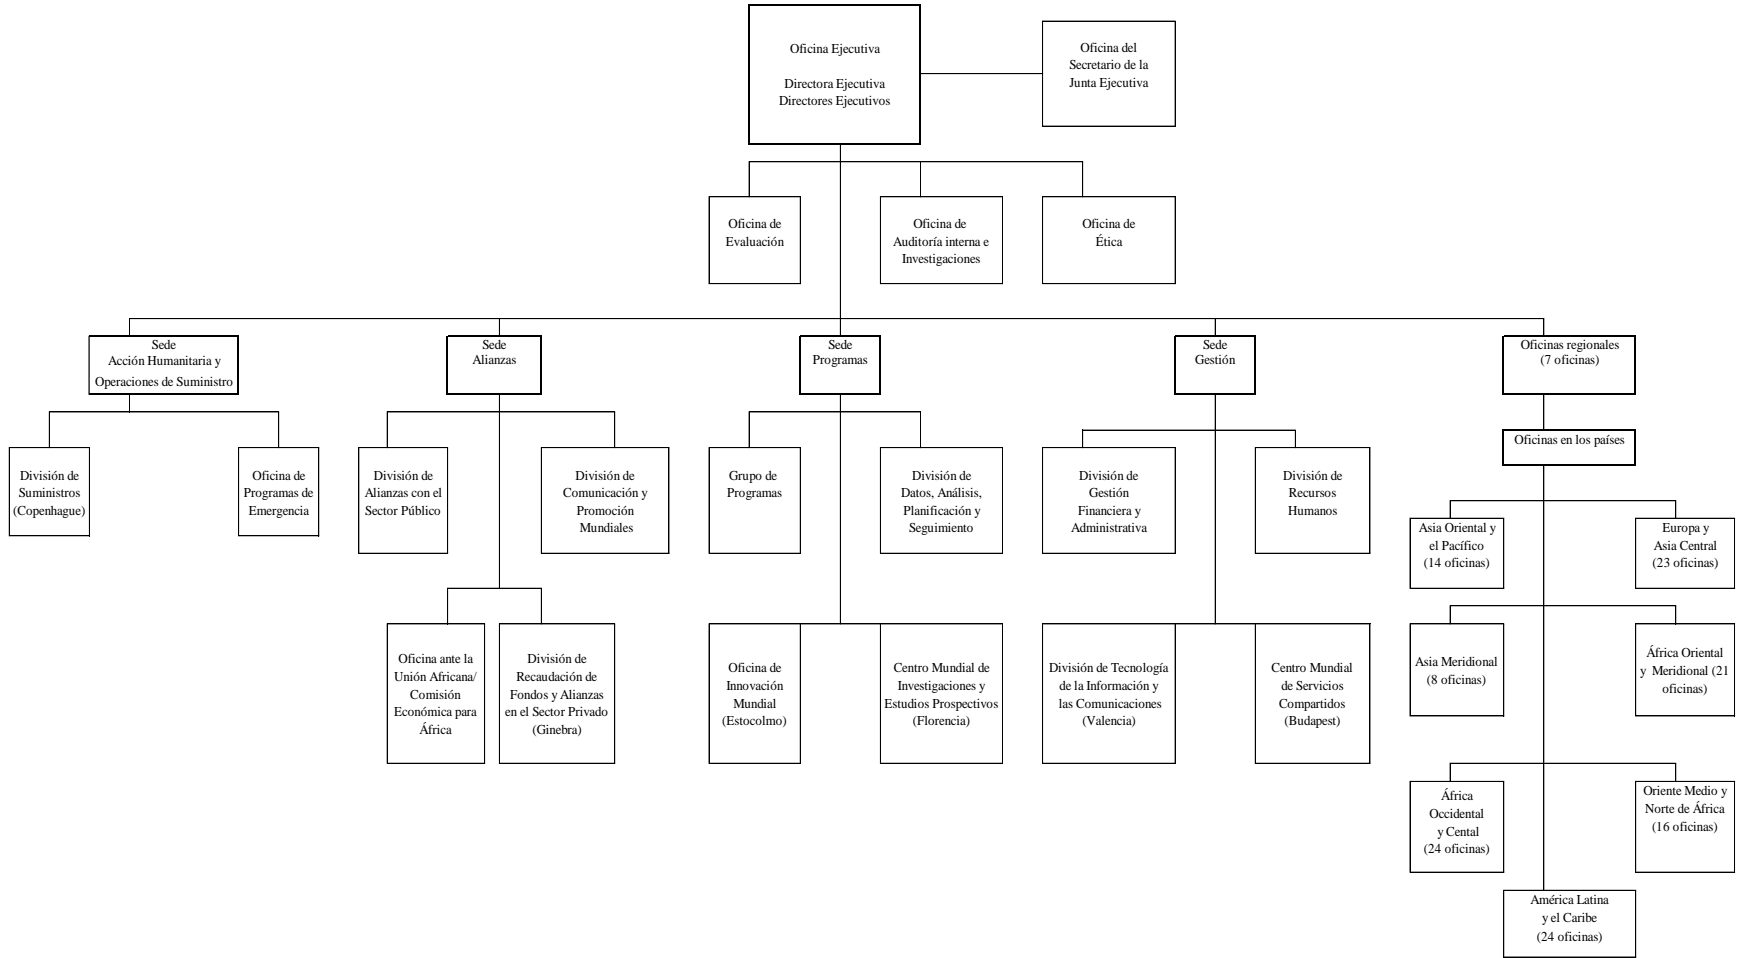 Oficina Ejecutiva
Directora Ejecutiva
Directores Ejecutivos
Oficina del
Secretario de la
Junta Ejecutiva
Oficina de
Evaluación
Oficina de
Auditoría interna e
Investigaciones
Oficina de
Ética
Sede
Acción Humanitaria y
Operaciones de Suministro
Sede
Alianzas
Sede
Programas
Sede
Gestión
Oficinas regionales
(7 oficinas)
Oficinas en los países
División de
Suministros
(Copenhague)
Oficina de
Programas de
Emergencia
División de
Alianzas con el
Sector Público
División de
Comunicación y
Promoción
Mundiales
Grupo de
Programas
División de
Datos, Análisis,
Planificación y
Seguimiento
División de
Gestión
Financiera y
Administrativa
División de
Recursos
Humanos
Asia Oriental y
el Pacífico
(14 oficinas)
Europa y
Asia Central
(23 oficinas)
Oficina ante la
Unión Africana/
Comisión
Económica para
África
División de
Recaudación de
Fondos y Alianzas
en el Sector Privado
(Ginebra)
Oficina de
Innovación
Mundial
(Estocolmo)
Centro Mundial de
Investigaciones y
Estudios Prospectivos
(Florencia)
División de Tecnología
de la Información y
las Comunicaciones
(Valencia)
Centro Mundial
de Servicios
Compartidos
(Budapest)
Asia Meridional
(8 oficinas)
África Oriental
y Meridional (21
oficinas)
África
Occidental
y Cental
(24 oficinas)
Oriente Medio y
Norte de África
(16 oficinas)
América Latina
y el Caribe
(24 oficinas)